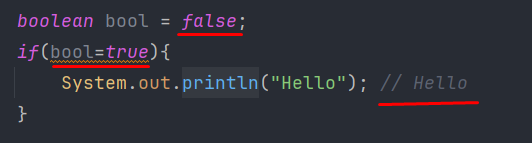 boolean bool = false;
if(bool=true){
System.out.println("Hello"); // Hello
}